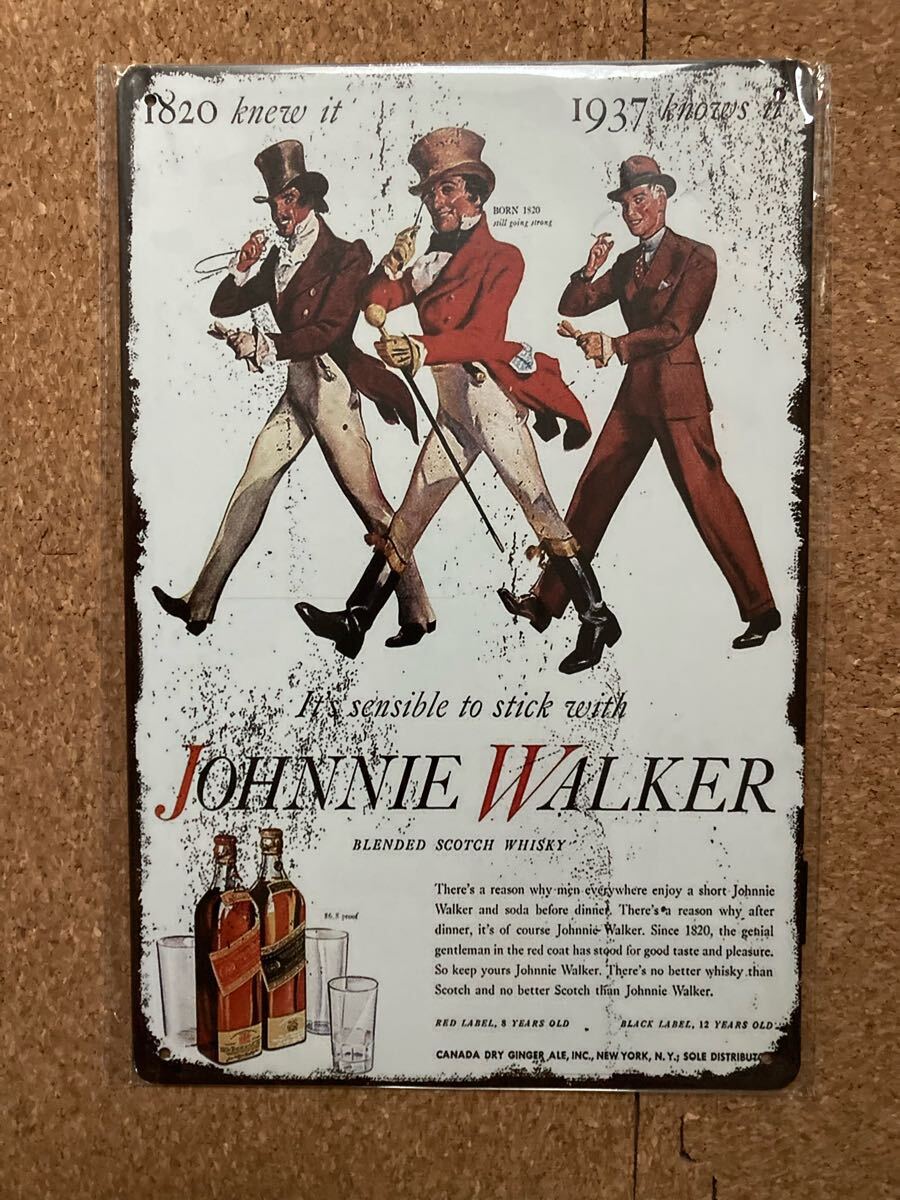 1820 knew it
1937 knows it
BORN 1820
still going strong
It's sensible to stick with
JOHNNIE WALKER
BLENDED SCOTCH WHISKY
86.8 proof
There's a reason why men everywhere enjoy a short Johnnie
Walker and soda before dinner. There's a reason why after
dinner, it's of course Johnnie Walker. Since 1820, the genial
gentleman in the red coat has stood for good taste and pleasure.
So keep yours Johnnie Walker. There's no better whisky than
Scotch and no better Scotch than Johnnie Walker.
RED LABEL, 8 YEARS OLD
BLACK LABEL, 12 YEARS OLD
CANADA DRY GINGER ALE, INC., NEW YORK, N. Y.; SOLE DISTRIBUTO